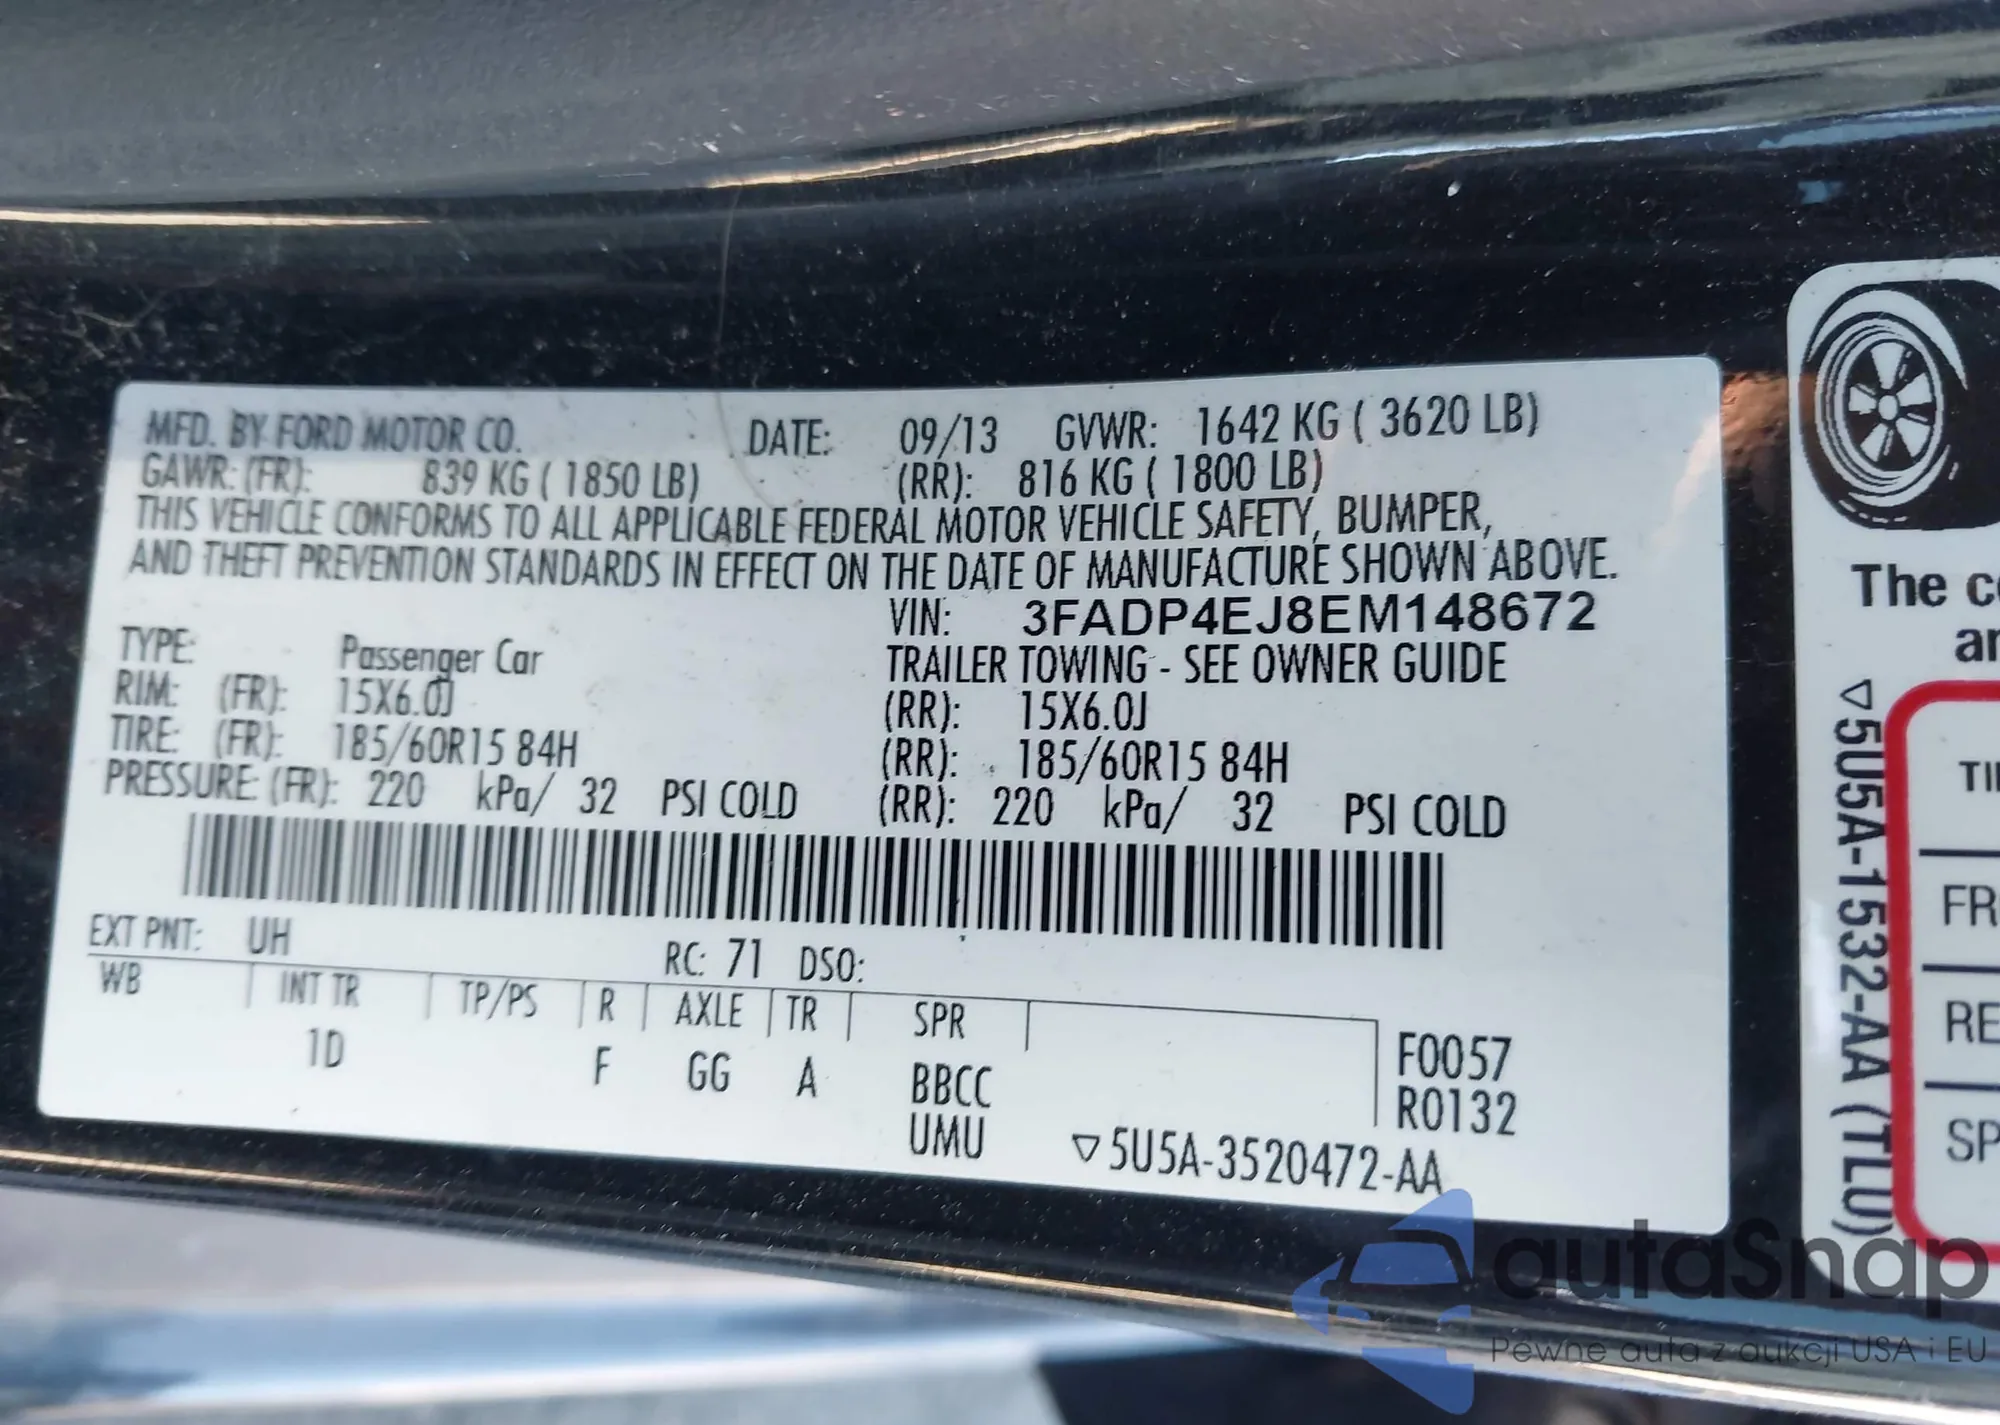 MFD. BY FORD MOTOR CO. DATE: 09/13 GVWR: 1642 KG ( 3620 LB)
GAWR: (FR): 839 KG ( 1850 LB) (RR): 816 KG ( 1800 LB)
THIS VEHICLE CONFORMS TO ALL APPLICABLE FEDERAL MOTOR VEHICLE SAFETY, BUMPER,
AND THEFT PREVENTION STANDARDS IN EFFECT ON THE DATE OF MANUFACTURE SHOWN ABOVE.
VIN: 3FADP4EJ8EM148672
TYPE: Passenger Car TRAILER TOWING - SEE OWNER GUIDE
RIM: (FR): 15X6.0J (RR): 15X6.0J
TIRE: (FR): 185/60R15 84H (RR): 185/60R15 84H
PRESSURE: (FR): 220 kPa/ 32 PSI COLD (RR): 220 kPa/ 32 PSI COLD
EXT PNT: UH RC: 71 DSO:
WB INT TR TP/PS R AXLE TR SPR
1D F GG A BBCC
UMU
F0057
R0132
▽5U5A-3520472-AA
The
▽5U5A-1532-AA (TLU)
FR
RE
SP
autaSnap
Pewne auta z aukcji USA i EU